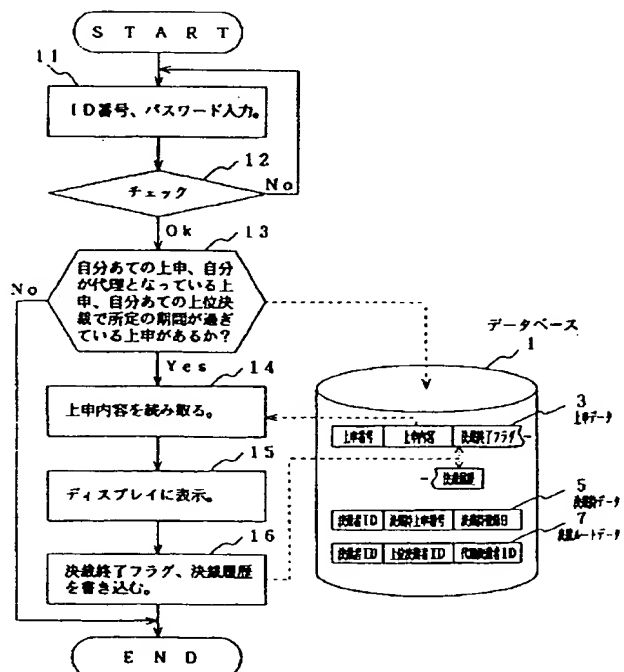 START
11
ID番号、パスワード入力。
12
チェック
No
Ok
13
自分あての上申、自分
が代理となっている上
申、自分あての上位決
裁で所定の期間が過ぎ
ている上申があるか?
No
Yes
14
上申内容を読み取る。
15
ディスプレイに表示。
16
決裁終了フラグ、決裁履歴
を書き込む。
END
データベース
1
3
上申データ
上申番号 上申内容 決裁終了フラグ
決裁履歴
5
決裁待データ
決裁者ID 決裁待上申番号 決裁待登録日
7
決裁ルートデータ
決裁者ID 上位決裁者ID 代理決裁者ID